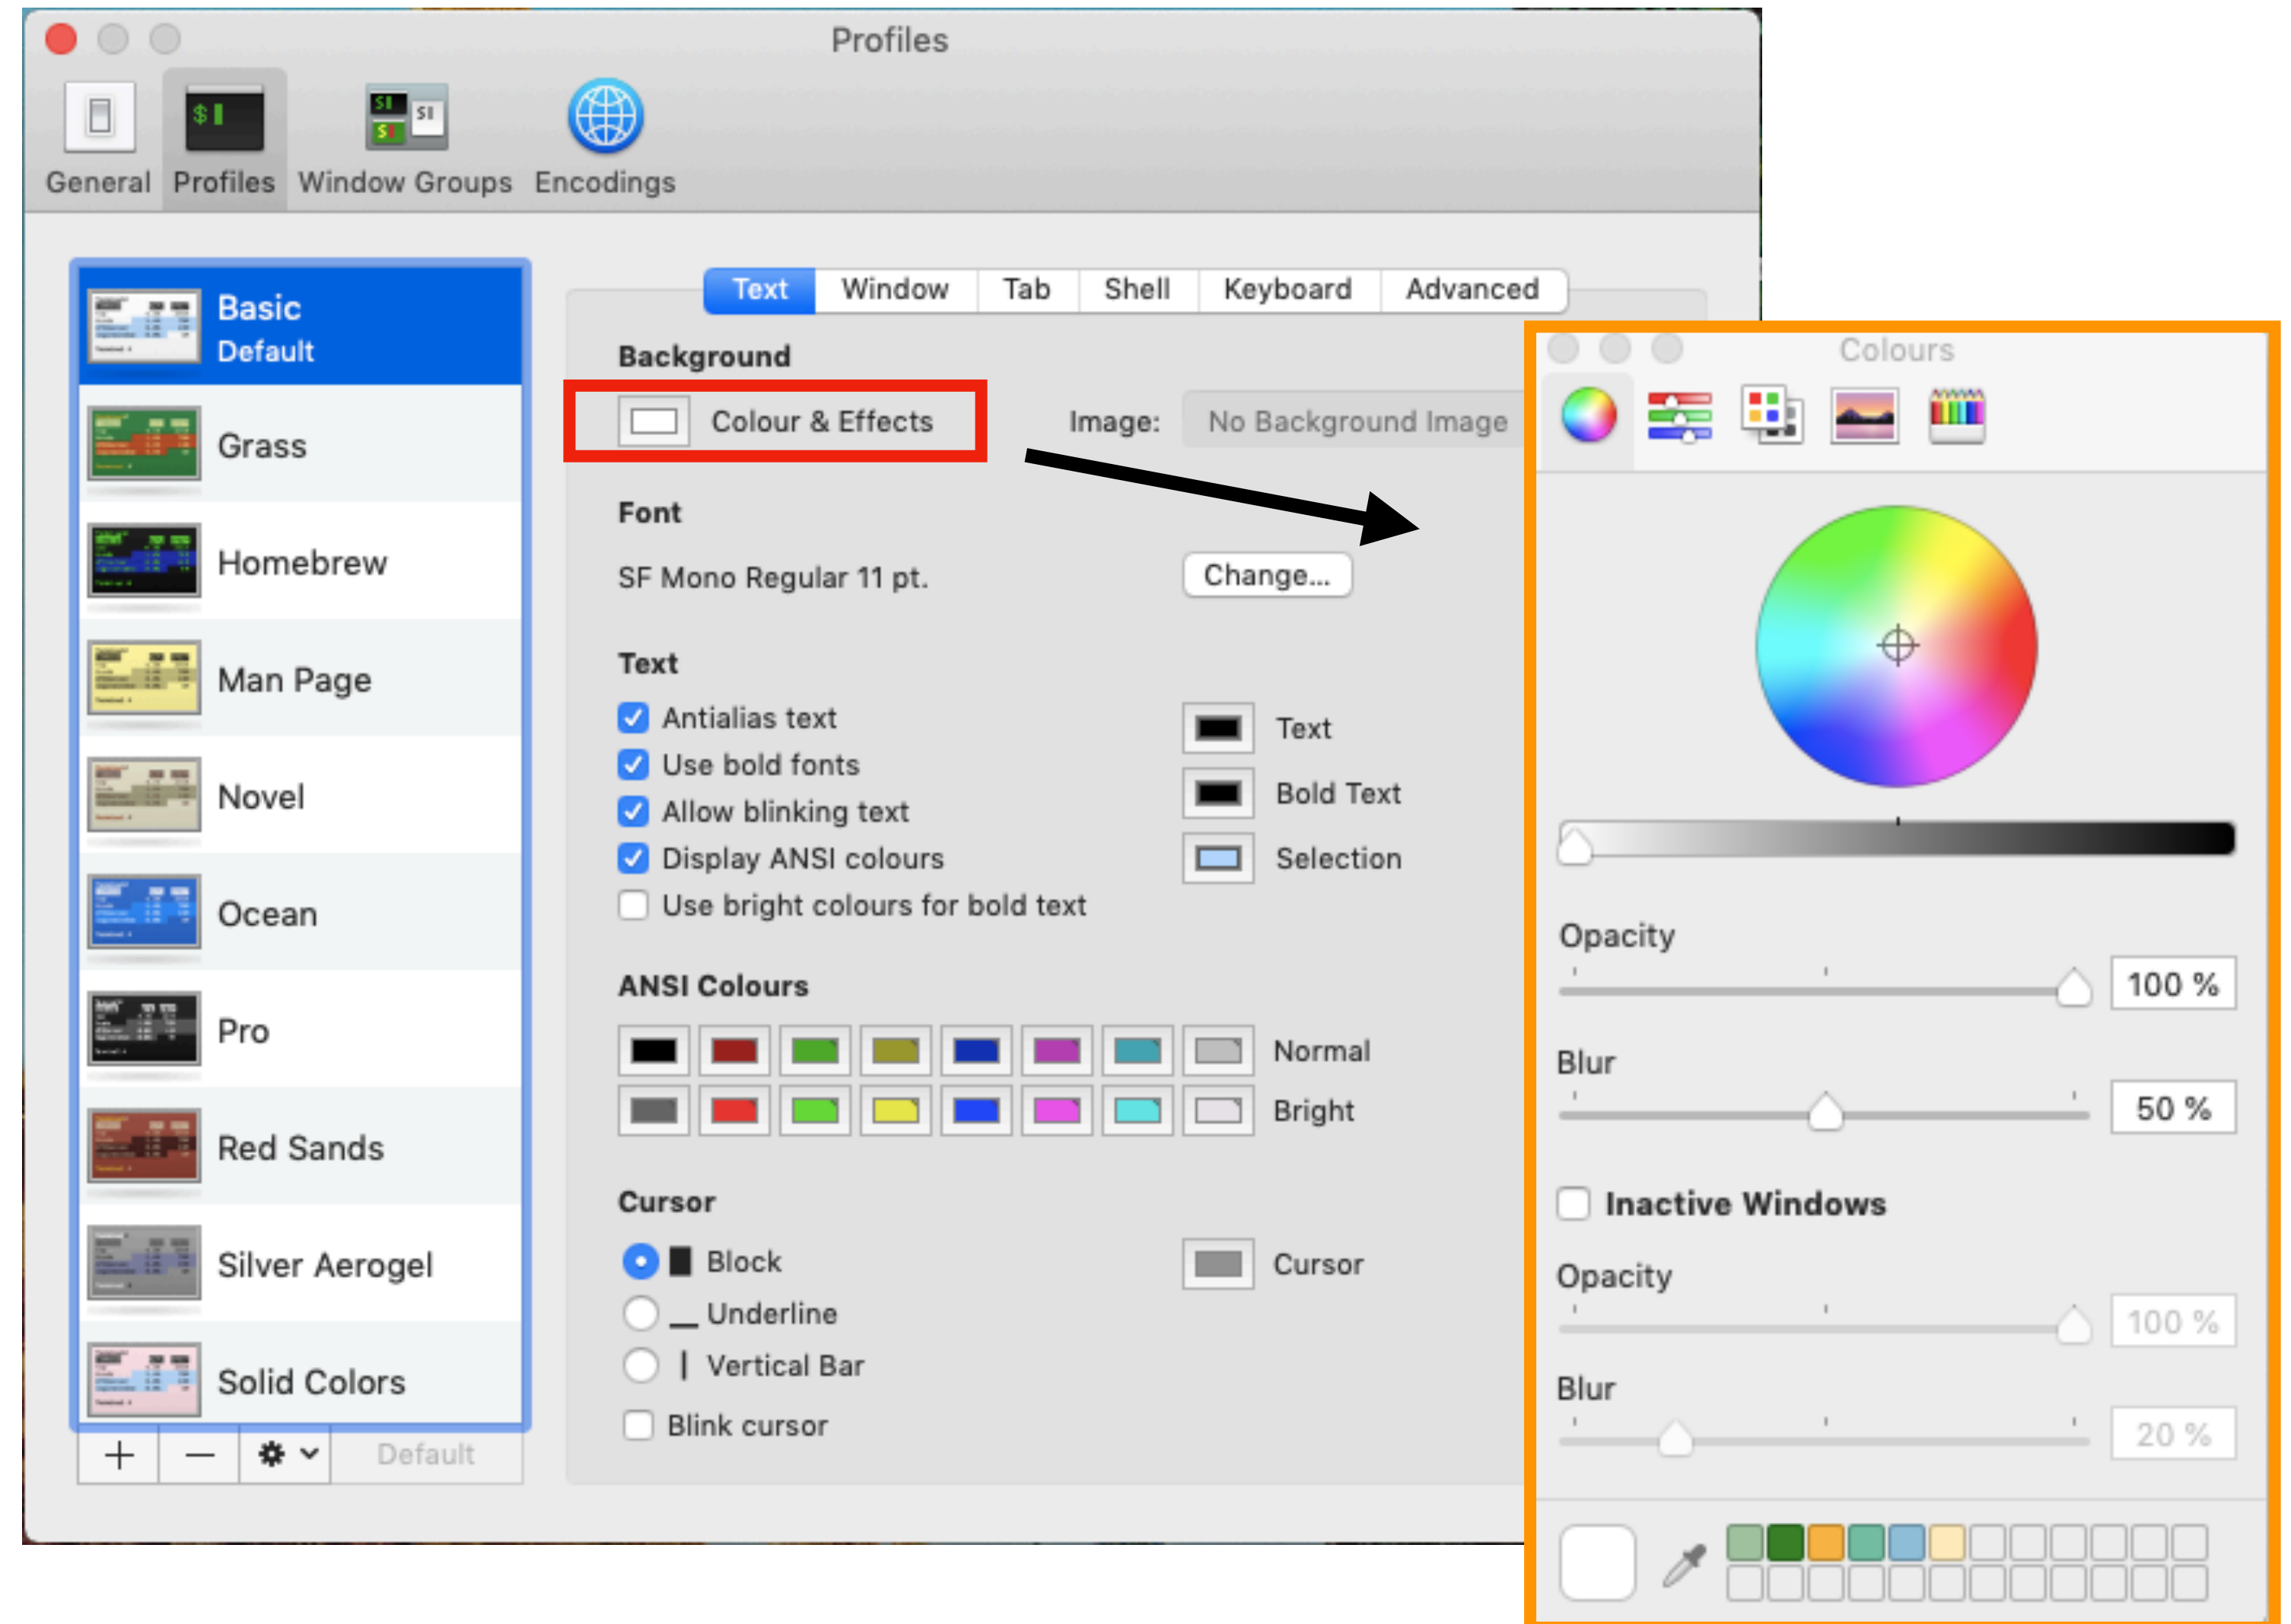 Profiles
General Profiles Window Groups Encodings
Basic
Default
Grass
Homebrew
Man Page
Novel
Ocean
Pro
Red Sands
Silver Aerogel
Solid Colors
Default
Text Window Tab Shell Keyboard Advanced
Background
Colour & Effects Image: No Background Image
Font
SF Mono Regular 11 pt. Change...
Text
Antialias text
Use bold fonts
Allow blinking text
Display ANSI colours
Use bright colours for bold text
Text
Bold Text
Selection
ANSI Colours
Normal
Bright
Cursor
Block
Underline
Vertical Bar
Blink cursor
Cursor
Colours
Opacity
100 %
Blur
50 %
Inactive Windows
Opacity
100 %
Blur
20 %